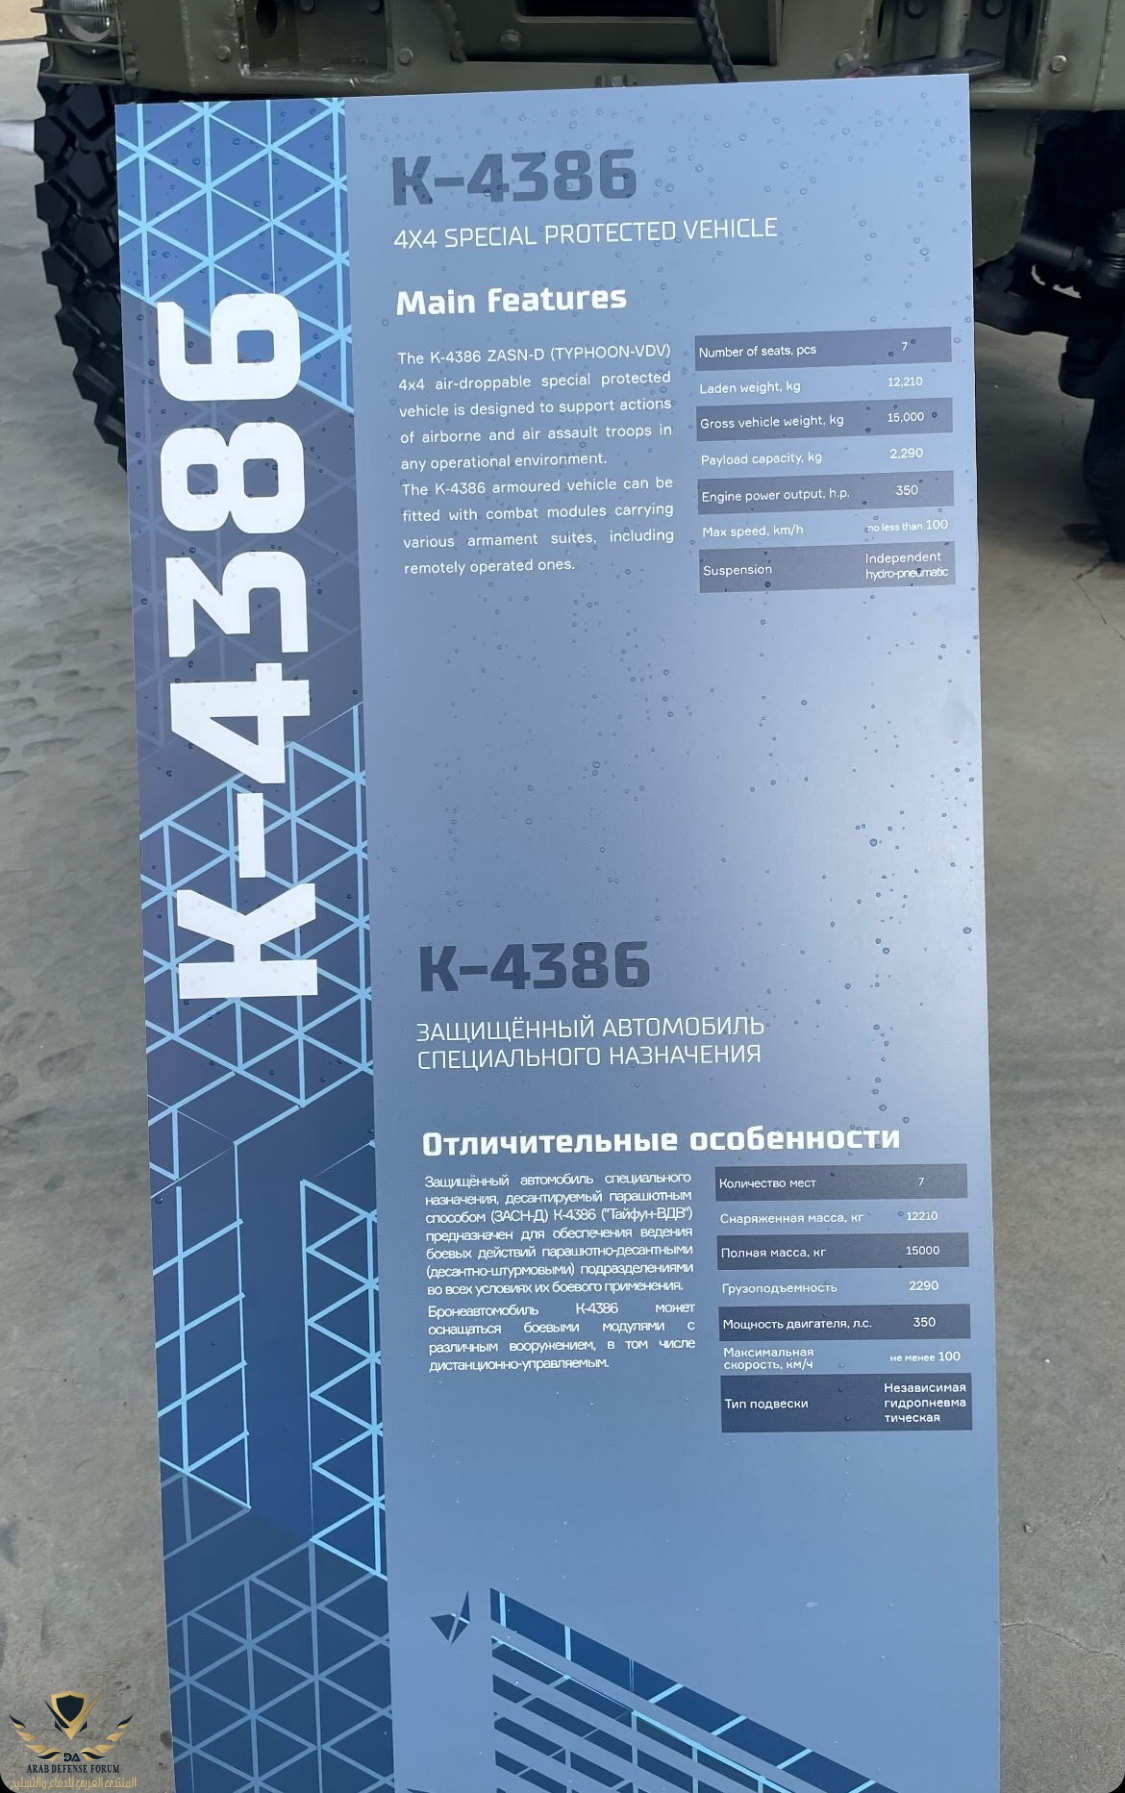 K-4386
K-4386
4X4 SPECIAL PROTECTED VEHICLE
Main features
The K-4386 ZASN-D (TYPHOON-VDV)
4x4 air-droppable special protected
vehicle is designed to support actions
of airborne and air assault troops in
any operational environment.
The K-4386 armoured vehicle can be
fitted with combat modules carrying
various armament suites, including
remotely operated ones.
Number of seats, pcs 7
Laden weight, kg 12,210
Gross vehicle weight, kg 15,000
Payload capacity, kg 2,290
Engine power output, h.p. 350
Max speed, km/h no less than 100
Suspension Independent
hydro-pneumatic
К-4386
ЗАЩИЩЁННЫЙ АВТОМОБИЛЬ
СПЕЦИАЛЬНОГО НАЗНАЧЕНИЯ
Отличительные особенности
Защищённый автомобиль специального
назначения, десантируемый парашютным
способом (ЗАСН-Д) К-4386 ("Тайфун-ВДВ")
предназначен для обеспечения ведения
боевых действий парашютно-десантными
(десантно-штурмовыми) подразделениями
во всех условиях их боевого применения.
Бронеавтомобиль К-4386 может
оснащаться боевыми модулями с
различным вооружением, в том числе
дистанционно-управляемым.
Количество мест 7
Снаряженная масса, кг 12210
Полная масса, кг 15000
Грузоподъемность 2290
Мощность двигателя, л.с. 350
Максимальная
скорость, км/ч не менее 100
Тип подвески Независимая
гидропневма
тическая
DA
ARAB DEFENSE FORUM
المنتدى العربي للدفاع والتسليح